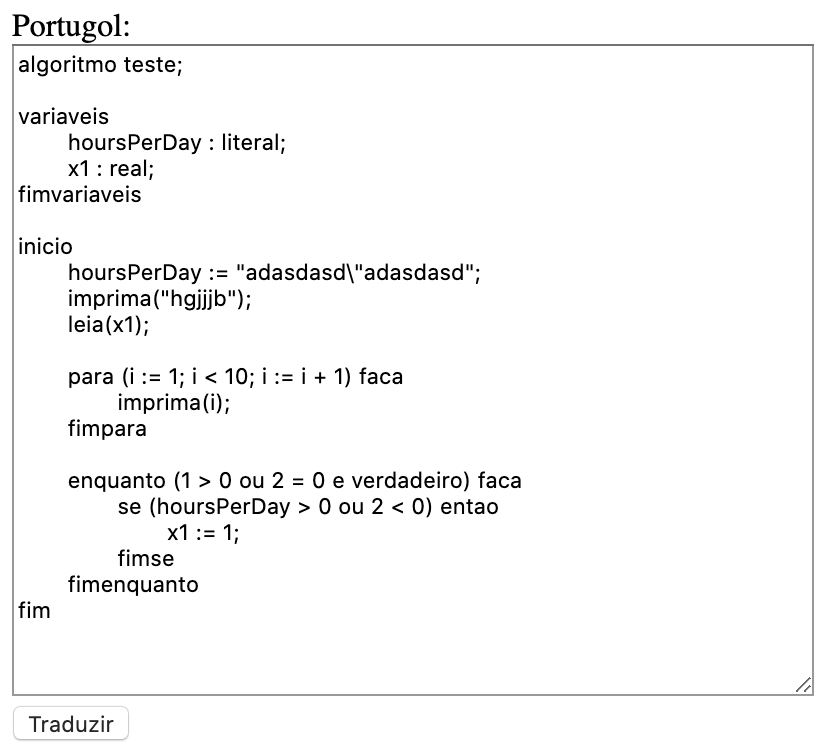 Portugol:
algoritmo teste;
variaveis
hoursPerDay : literal;
x1 : real;
fimvariaveis
inicio
hoursPerDay := "adasdasd\"adasdasd";
imprima("hgjjjb");
leia(x1);
para (i := 1; i < 10; i := i + 1) faca
imprima(i);
fimpara
enquanto (1 > 0 ou 2 = 0 e verdadeiro) faca
se (hoursPerDay > 0 ou 2 < 0) entao
x1 := 1;
fimse
fimenquanto
fim
Traduzir